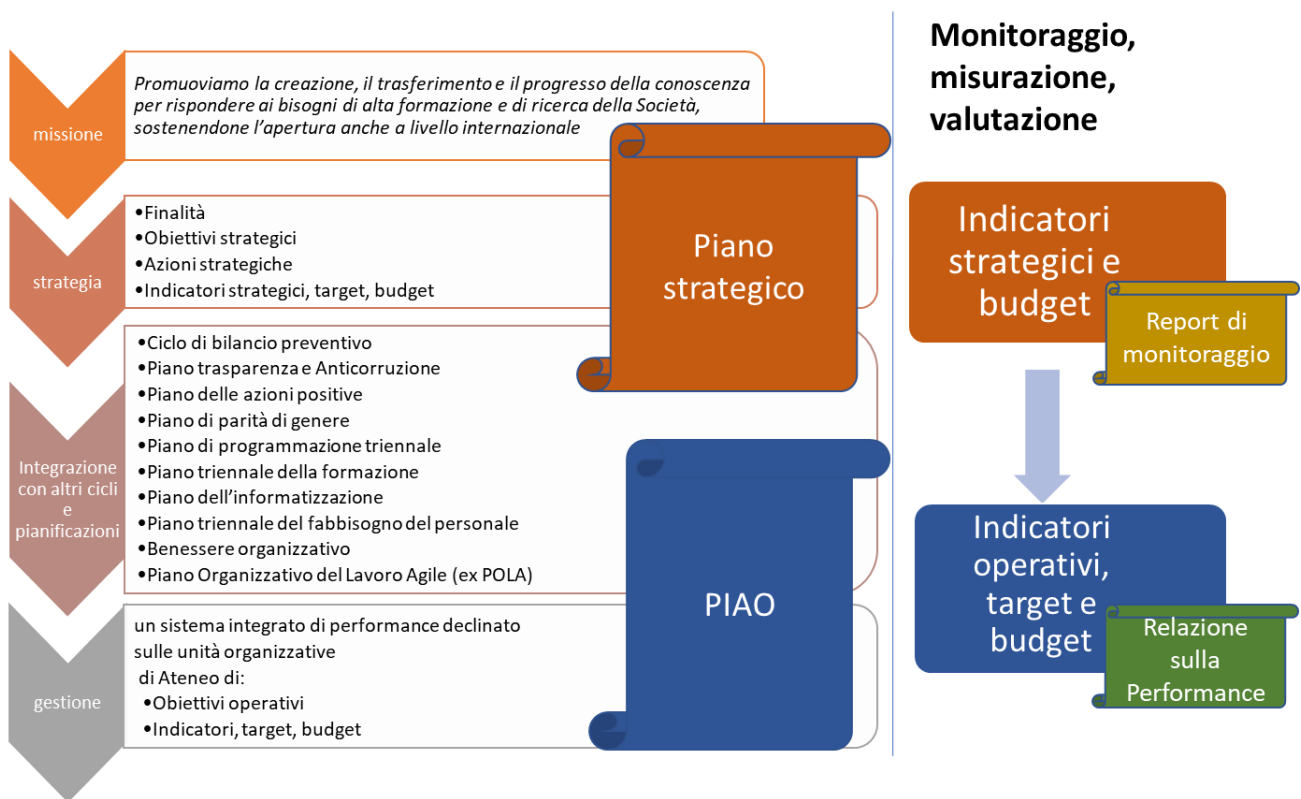 missione
Promuoviamo la creazione, il trasferimento e il progresso della conoscenza
per rispondere ai bisogni di alta formazione e di ricerca della Società,
sostenendone l'apertura anche a livello internazionale
strategia
•Finalità
•Obiettivi strategici
•Azioni strategiche
•Indicatori strategici, target, budget
Piano
strategico
Integrazione
con altri cicli
e
pianificazioni
•Ciclo di bilancio preventivo
•Piano trasparenza e Anticorruzione
•Piano delle azioni positive
•Piano di parità di genere
•Piano di programmazione triennale
•Piano triennale della formazione
•Piano dell'informatizzazione
•Piano triennale del fabbisogno del personale
•Benessere organizzativo
•Piano Organizzativo del Lavoro Agile (ex POLA)
PIAO
gestione
un sistema integrato di performance declinato
sulle unità organizzative
di Ateneo di:
•Obiettivi operativi
•Indicatori, target, budget
Monitoraggio,
misurazione,
valutazione
Indicatori
strategici e
budget
Report di
monitoraggio
Indicatori
operativi,
target e
budget
Relazione
sulla
Performance